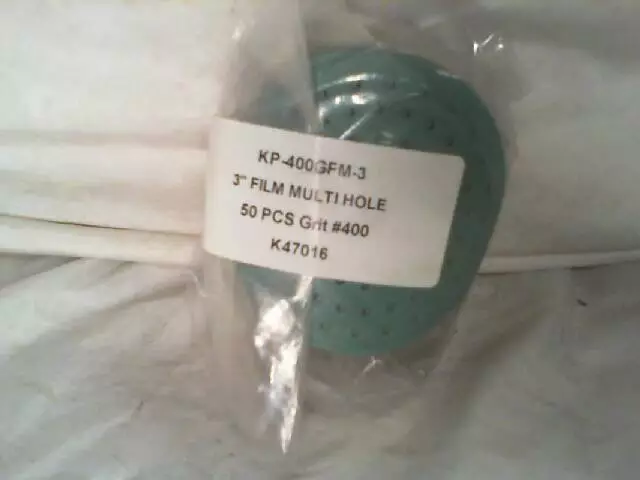 KP-400GFM-3
3" FILM MULTI HOLE
50 PCS Grit #400
K47016